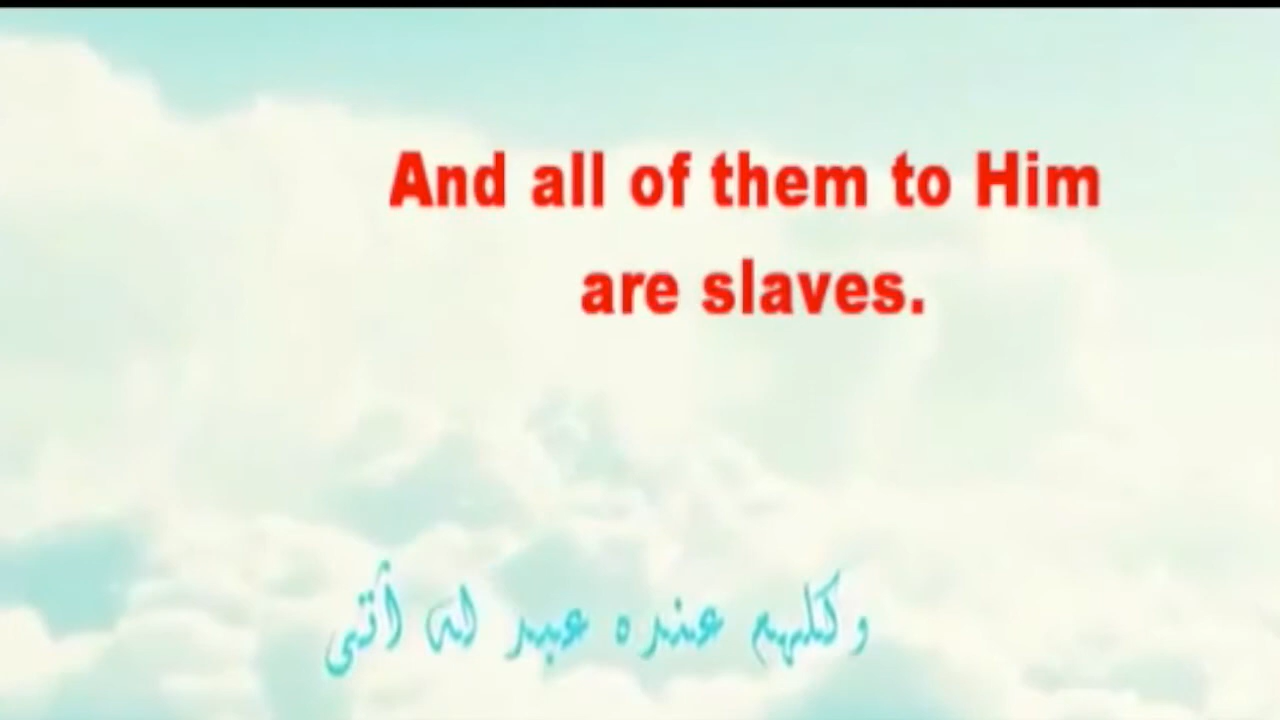 And all of them to Him
are slaves.
وكلهم عنده عبد له أتى